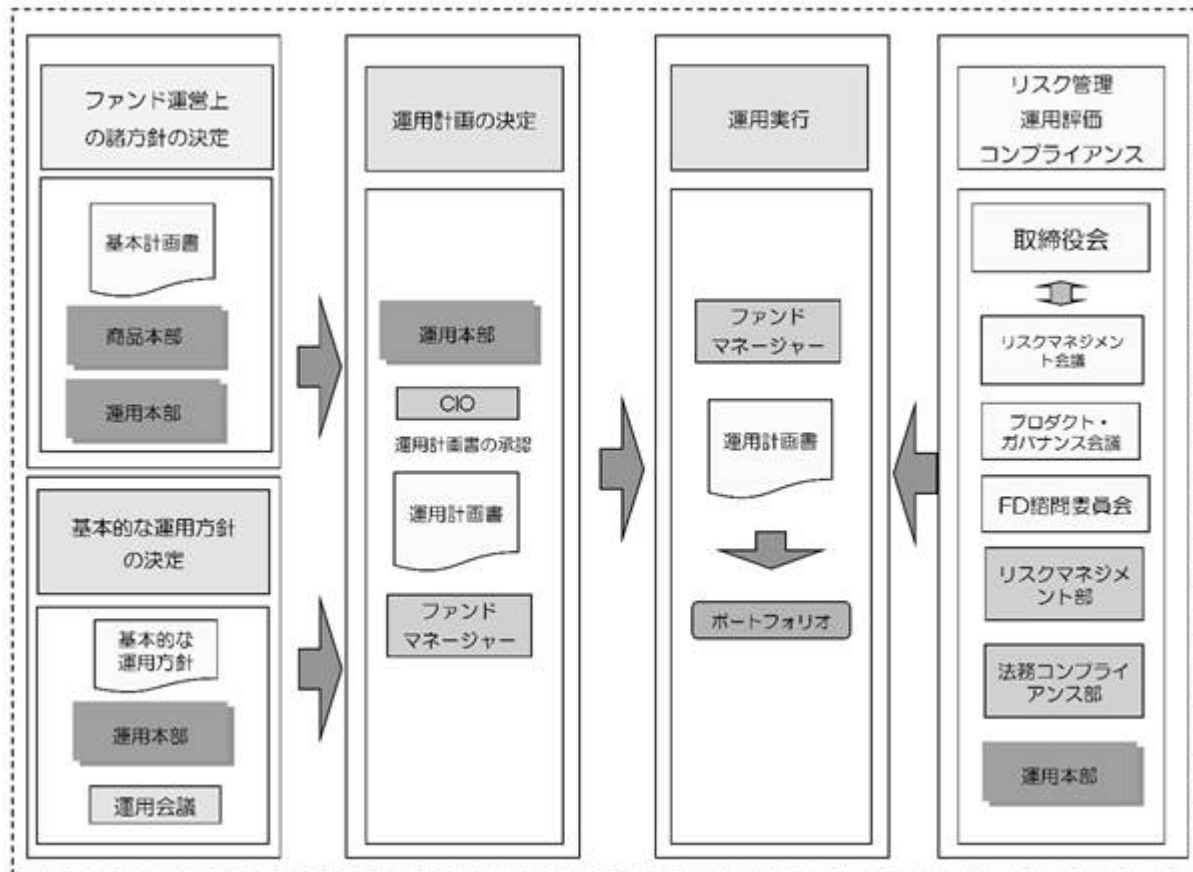 ファンド運営上
の諸方針の決定
基本計画書
商品本部
運用本部
基本的な運用方針
の決定
基本的な
運用方針
運用本部
運用会議
運用計画の決定
運用本部
CIO
運用計画書の承認
運用計画書
ファンド
マネージャー
運用実行
ファンド
マネージャー
運用計画書
ポートフォリオ
リスク管理
運用評価
コンプライアンス
取締役会
リスクマネジメン
ト会議
プロダクト・
ガバナンス会議
FD諮問委員会
リスクマネジメ
ント部
法務コンプライ
アンス部
運用本部